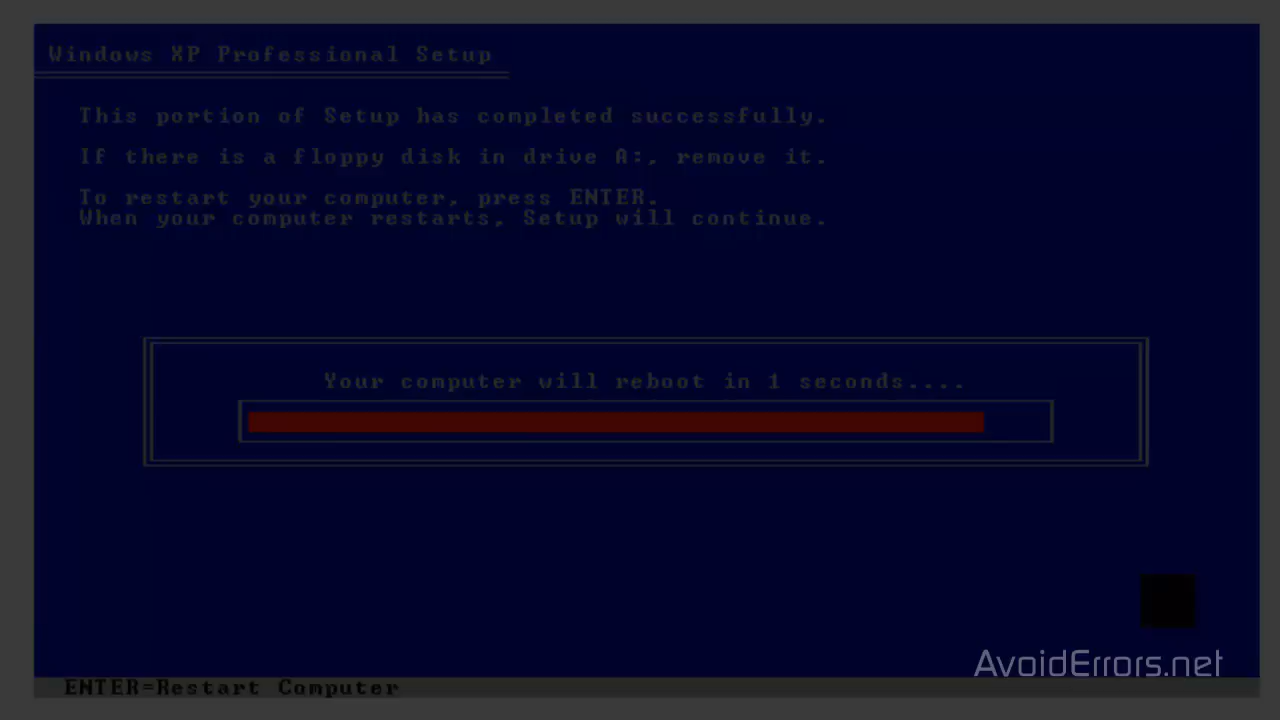 Windows XP Professional Setup
This portion of Setup has completed successfully.
If there is a floppy disk in drive A:, remove it.
To restart your computer, press ENTER.
When your computer restarts, Setup will continue.
Your computer will reboot in 1 seconds....
AvoidErrors.net
ENTER=Restart Computer